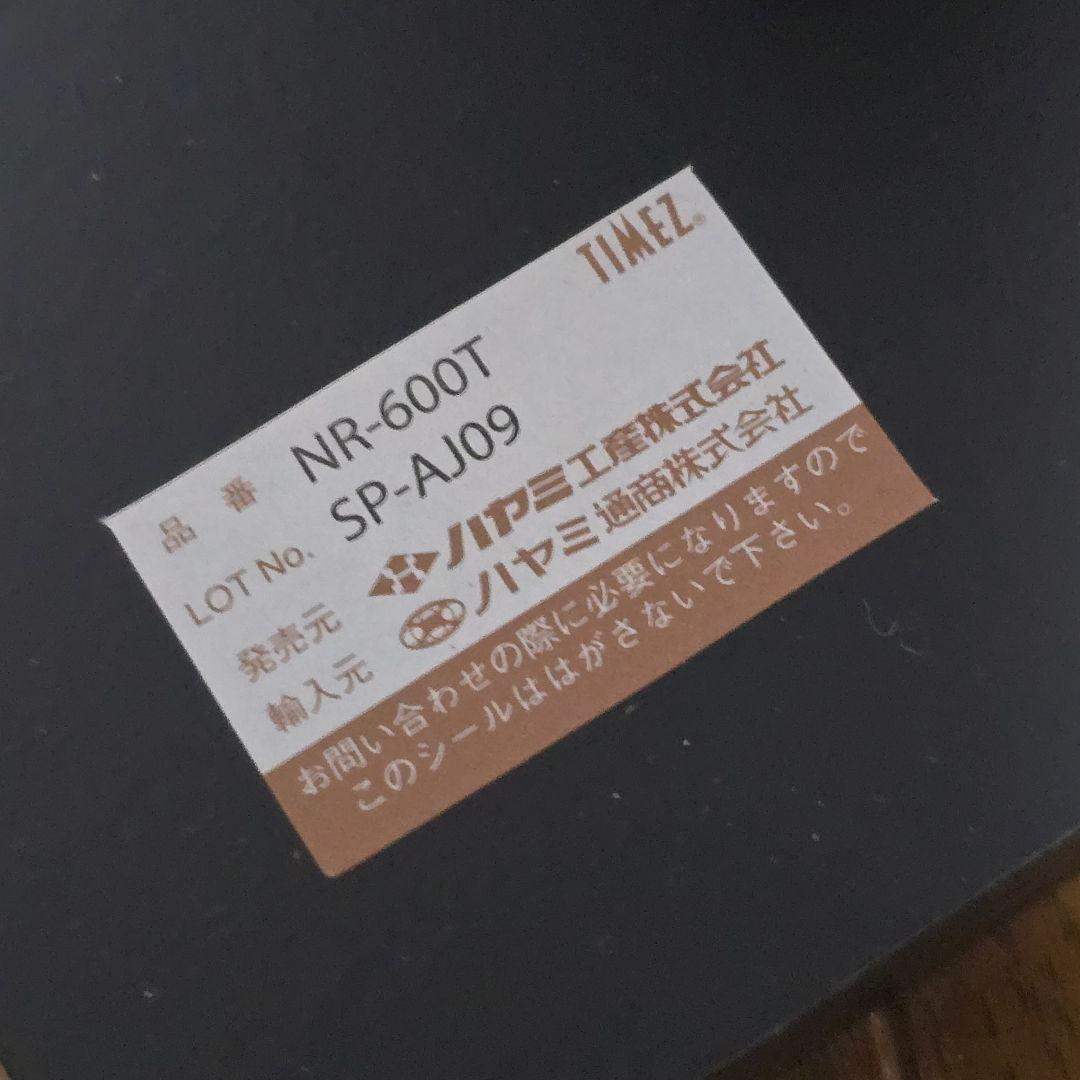 TIMEZ®
品番 NR-600T
LOT No. SP-AJ09
発売元 ハヤミ工産株式会社
輸入元 ハヤミ通商株式会社
お問い合わせの際に必要になりますので
このシールははがさないで下さい。